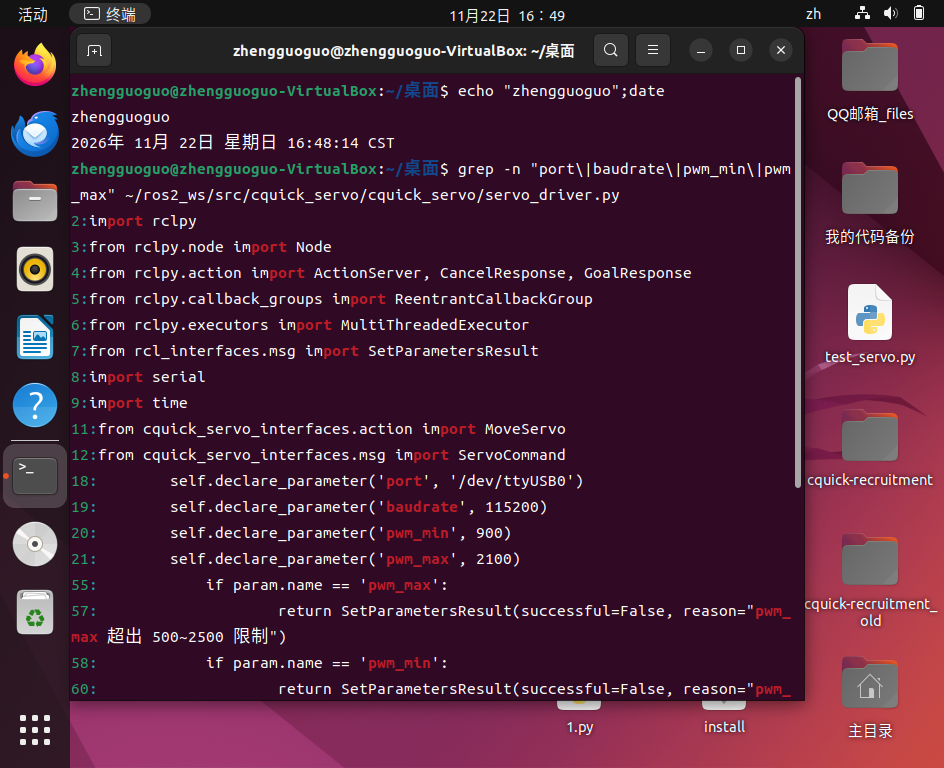 活动
终端
11月22日 16：49
zh
zhengguoguo@zhengguoguo-VirtualBox: ~/桌面
zhengguoguo@zhengguoguo-VirtualBox:~/桌面$ echo "zhengguoguo";date
zhengguoguo
2026年 11月 22日 星期日 16:48:14 CST
zhengguoguo@zhengguoguo-VirtualBox:~/桌面$ grep -n "port\|baudrate\|pwm_min\|pwm
_max" ~/ros2_ws/src/cquick_servo/cquick_servo/servo_driver.py
2:import rclpy
3:from rclpy.node import Node
4:from rclpy.action import ActionServer, CancelResponse, GoalResponse
5:from rclpy.callback_groups import ReentrantCallbackGroup
6:from rclpy.executors import MultiThreadedExecutor
7:from rcl_interfaces.msg import SetParametersResult
8:import serial
9:import time
11:from cquick_servo_interfaces.action import MoveServo
12:from cquick_servo_interfaces.msg import ServoCommand
18:        self.declare_parameter('port', '/dev/ttyUSB0')
19:        self.declare_parameter('baudrate', 115200)
20:        self.declare_parameter('pwm_min', 900)
21:        self.declare_parameter('pwm_max', 2100)
55:            if param.name == 'pwm_max':
57:                    return SetParametersResult(successful=False, reason="pwm_
max 超出 500~2500 限制")
58:            if param.name == 'pwm_min':
60:                    return SetParametersResult(successful=False, reason="pwm_
QQ邮箱_files
我的代码备份
test_servo.py
cquick-recruitment
cquick-recruitment_
old
1.py
install
主目录